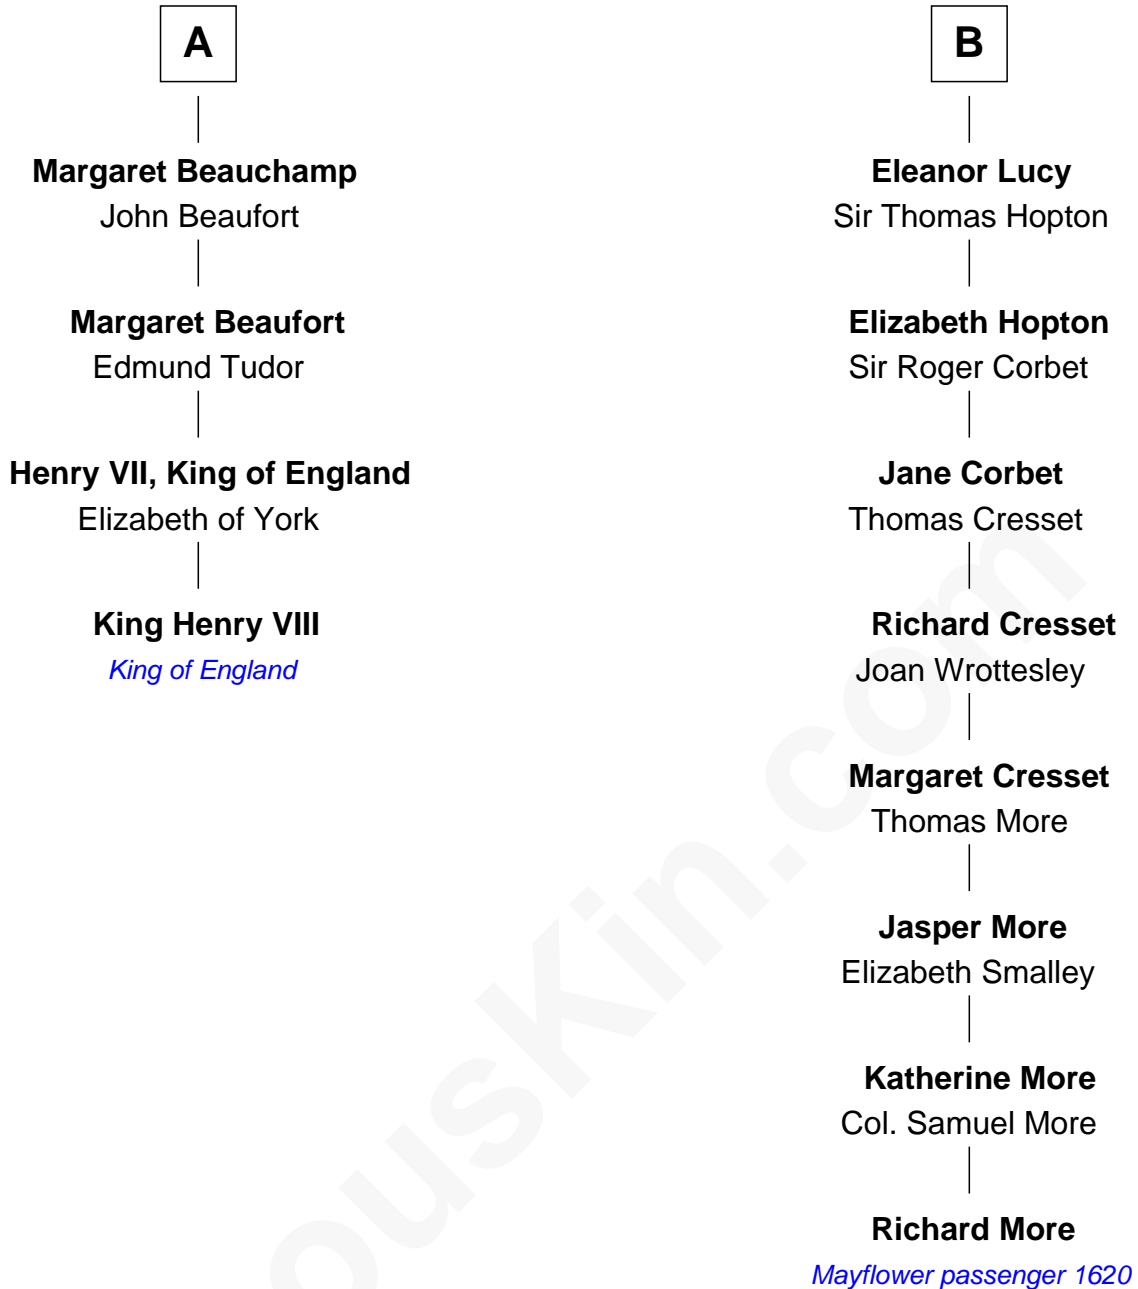 A
Margaret Beauchamp
John Beaufort
Margaret Beaufort
Edmund Tudor
Henry VII, King of England
Elizabeth of York
King Henry VIII
King of England
B
Eleanor Lucy
Sir Thomas Hopton
Elizabeth Hopton
Sir Roger Corbet
Jane Corbet
Thomas Cresset
Richard Cresset
Joan Wrottesley
Margaret Cresset
Thomas More
Jasper More
Elizabeth Smalley
Katherine More
Col. Samuel More
Richard More
Mayflower passenger 1620
ousKin.com